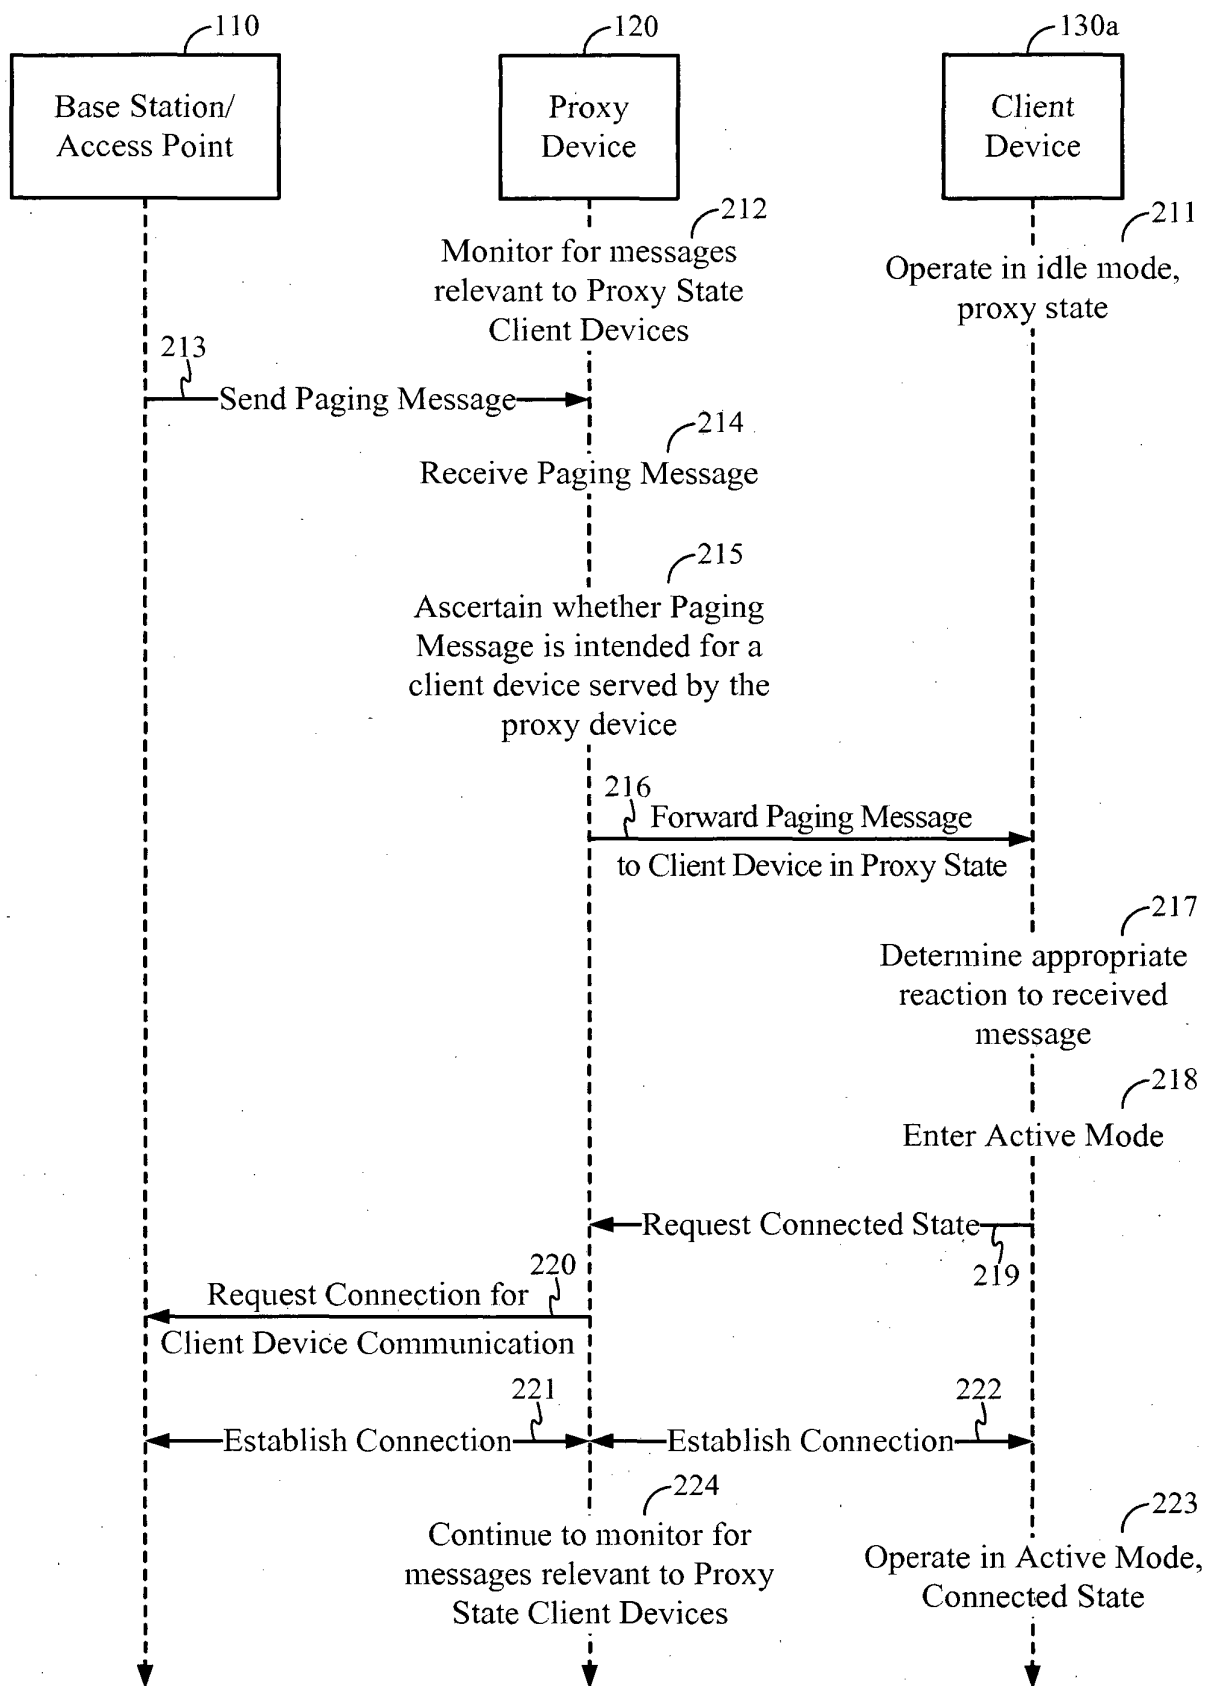 110
120
130a
Base Station/
Access Point
Proxy
Device
Client
Device
212
Monitor for messages
relevant to Proxy State
Client Devices
211
Operate in idle mode,
proxy state
213
Send Paging Message
214
Receive Paging Message
215
Ascertain whether Paging
Message is intended for a
client device served by the
proxy device
216
Forward Paging Message
to Client Device in Proxy State
217
Determine appropriate
reaction to received
message
218
Enter Active Mode
Request Connected State
219
220
Request Connection for
Client Device Communication
221
Establish Connection
222
Establish Connection
224
Continue to monitor for
messages relevant to Proxy
State Client Devices
223
Operate in Active Mode,
Connected State